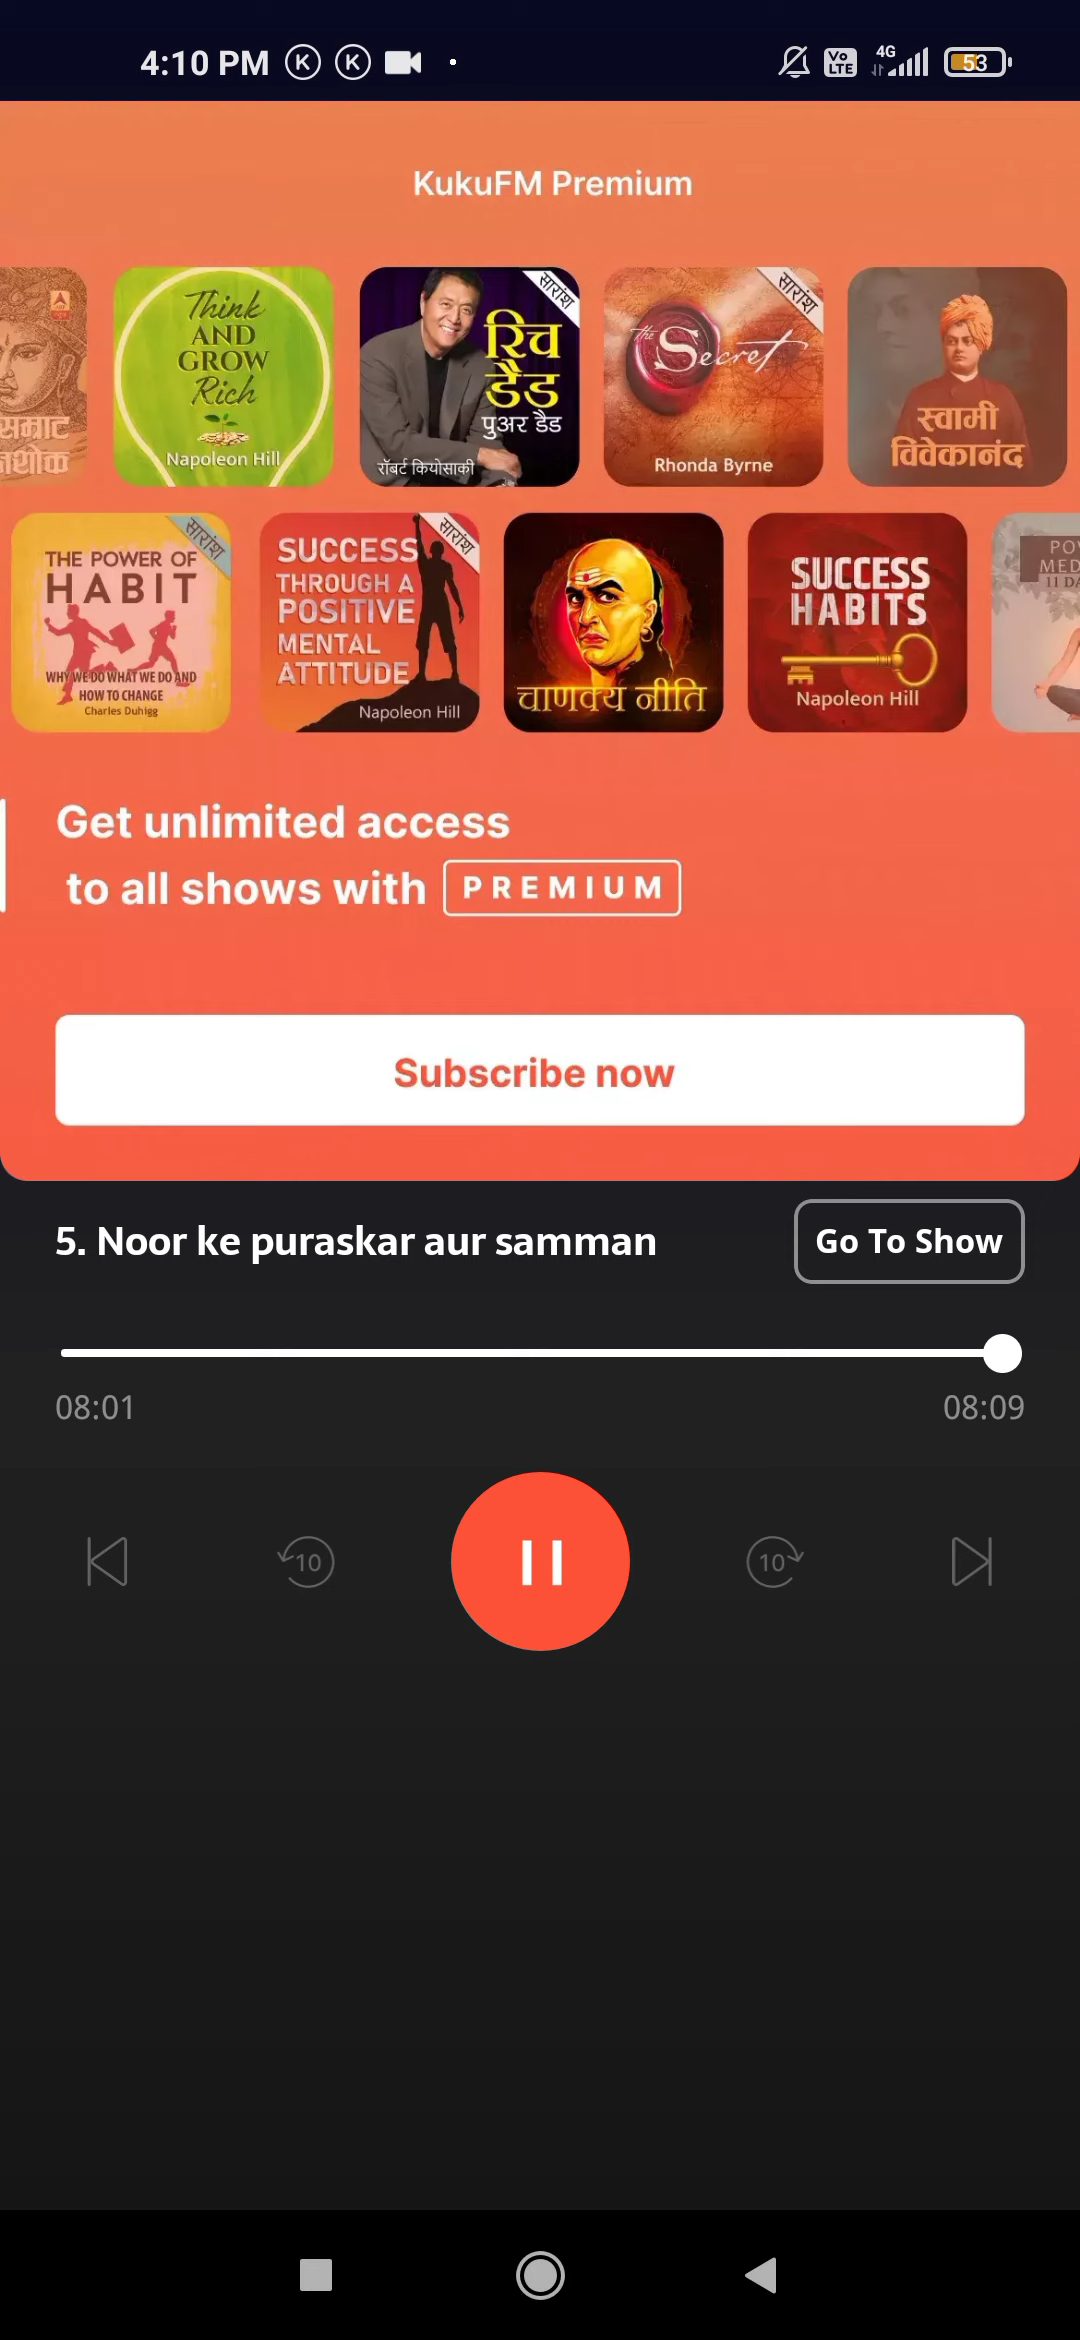 4:10 PM
4G
Vo
LTE
53
KukuFM Premium
सम्राट
Think
AND
GROW
Rich
Napoleon Hill
सारांश
रिच
डैड
पुअर डैड
रॉबर्ट कियोसाकी
सारांश
the Secret
Rhonda Byrne
स्वामी
विवेकानंद
सारांश
THE POWER OF
HABIT
WHY WE DO WHAT WE DO AND
HOW TO CHANGE
Charles Duhigg
सारांश
SUCCESS
THROUGH A
POSITIVE
MENTAL
ATTITUDE
Napoleon Hill
चाणक्य नीति
SUCCESS
HABITS
Napoleon Hill
Get unlimited access
to all shows with PREMIUM
Subscribe now
5. Noor ke puraskar aur samman
Go To Show
08:01
08:09
10
10